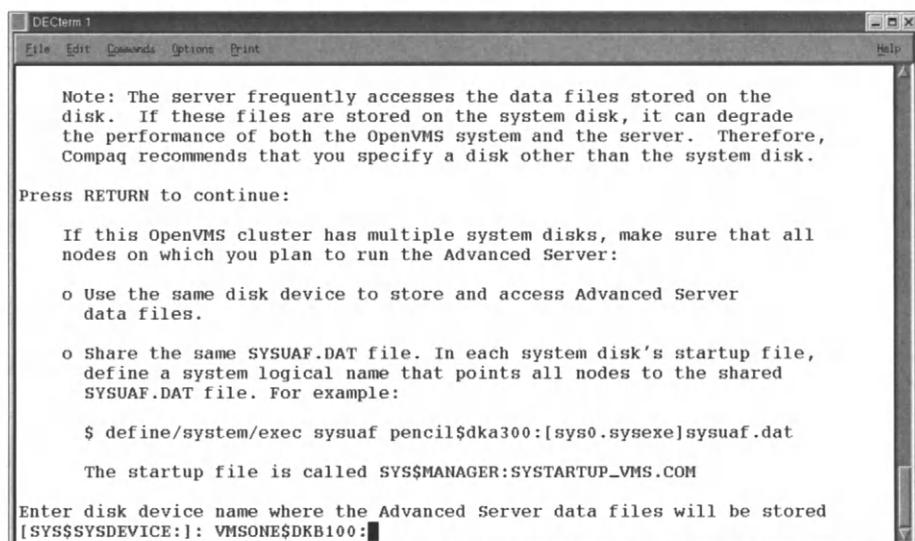 DECterm 1
File Edit Commands Options Print Help
Note: The server frequently accesses the data files stored on the
disk. If these files are stored on the system disk, it can degrade
the performance of both the OpenVMS system and the server. Therefore,
Compaq recommends that you specify a disk other than the system disk.
Press RETURN to continue:
If this OpenVMS cluster has multiple system disks, make sure that all
nodes on which you plan to run the Advanced Server:
o Use the same disk device to store and access Advanced Server
data files.
o Share the same SYSUAF.DAT file. In each system disk's startup file,
define a system logical name that points all nodes to the shared
SYSUAF.DAT file. For example:
$ define/system/exec sysuaf pencil$dka300:[sys0.sysexe]sysuaf.dat
The startup file is called SYS$MANAGER:SYSTARTUP_VMS.COM
Enter disk device name where the Advanced Server data files will be stored
[SYS$SYSDEVICE:]: VMSONE$DKB100: